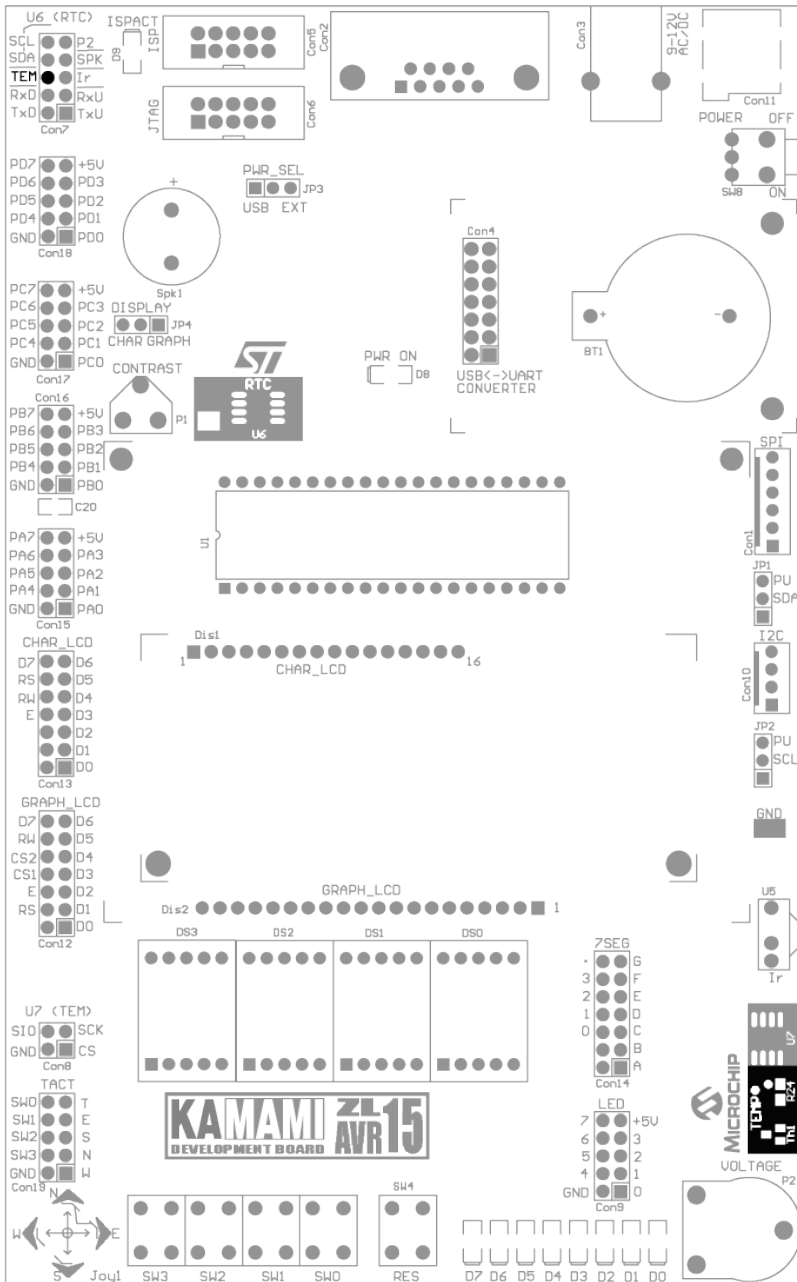 U6 (RTC)
SCL P2
SDA SPK
TEM Ir
RxD RxU
TxD TxU
Con7
ISPACT
D9
ISP
Con5
JTAG
Con6
Con2
Con3
9-12V
AC/DC
Con11
POWER OFF
SW8 ON
PD7 +5V
PD6 PD3
PD5 PD2
PD4 PD1
GND PD0
Con18
+
Spk1
PWR_SEL
JP3
USB EXT
Con4
USB<->UART
CONVERTER
+ -
BT1
PC7 +5V
PC6 PC3
PC5 PC2
PC4 PC1
GND PC0
Con17
DISPLAY
JP4
CHAR GRAPH
CONTRAST
P1
ST
RTC
U6
PWR ON
D8
Con16
PB7 +5V
PB6 PB3
PB5 PB2
PB4 PB1
GND PB0
C20
SPI
Con1
U1
PA7 +5V
PA6 PA3
PA5 PA2
PA4 PA1
GND PA0
Con15
JP1
PU
SDA
I2C
Con10
JP2
PU
SCL
GND
Dis1
1 16
CHAR_LCD
CHAR_LCD
D7 D6
RS D5
RW D4
E D3
D2
D1
D0
Con13
GRAPH_LCD
D7 D6
RW D5
CS2 D4
CS1 D3
E D2
RS D1
D0
Con12
GRAPH_LCD
Dis2 1
DS3 DS2 DS1 DS0
7SEG
. G
3 F
2 E
1 D
0 C
B
A
Con14
U5
Ir
U7 (TEM)
SIO SCK
GND CS
Con8
U7
MICROCHIP
TEMP
R24
Th1
TACT
SW0 T
SW1 E
SW2 S
SW3 N
GND W
Con19
KAMAMI
DEVELOPMENT BOARD
ZL
AVR15
LED
7 +5V
6 3
5 2
4 1
GND 0
Con9
VOLTAGE
P2
N
W E
S Joy1
SW3 SW2 SW1 SW0
SW4
RES
D7 D6 D5 D4 D3 D2 D1 D0